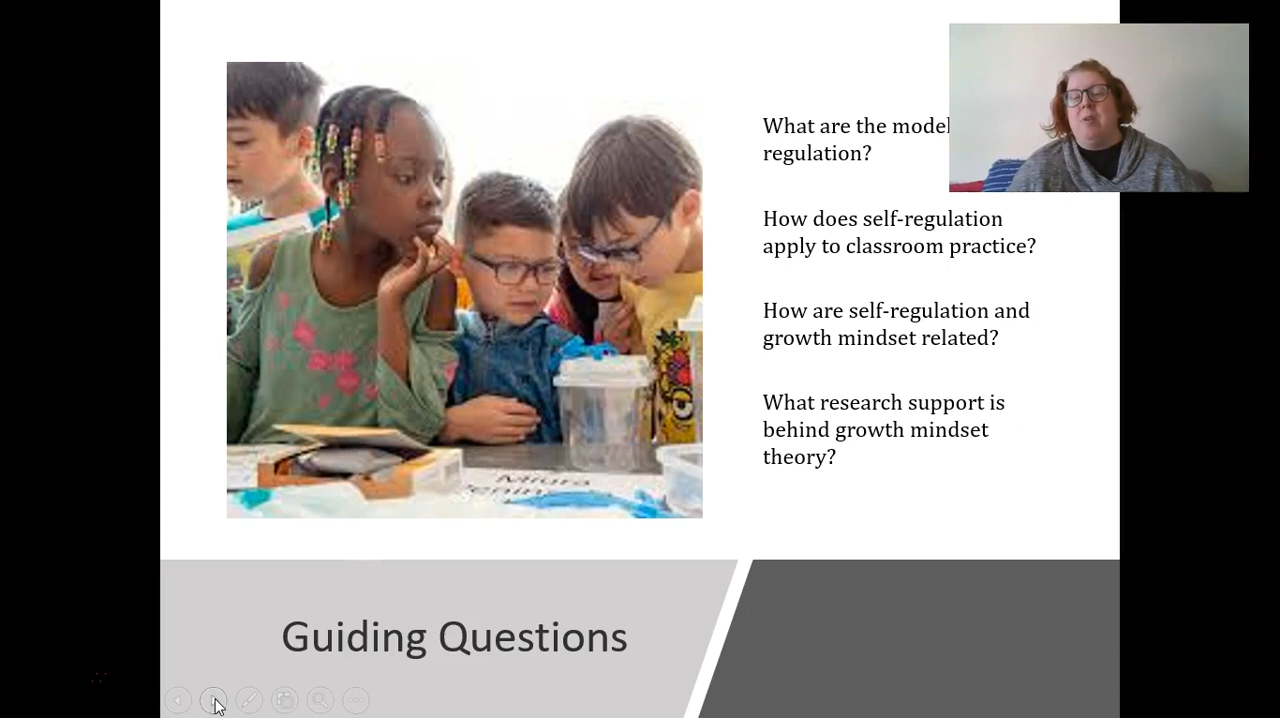 What are the model
regulation?
How does self-regulation
apply to classroom practice?
How are self-regulation and
growth mindset related?
What research support is
behind growth mindset
theory?
Miura
Guiding Questions